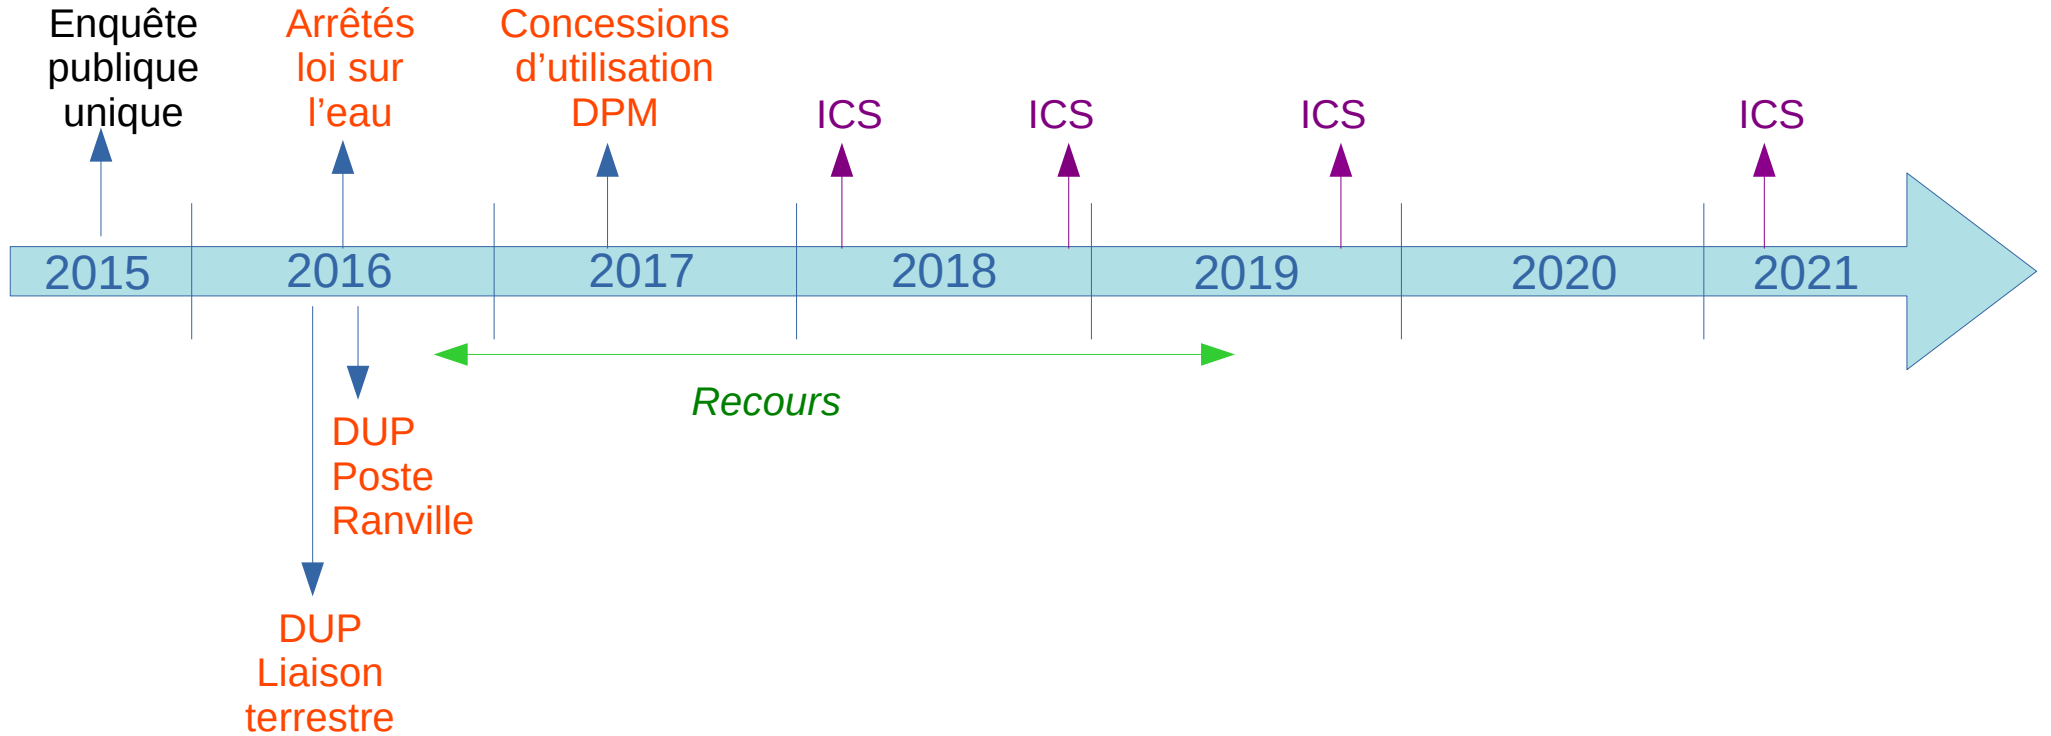 Enquête
publique
unique
Arrêtés
loi sur
l’eau
Concessions
d’utilisation
DPM
ICS
ICS
ICS
ICS
2015
2016
2017
2018
2019
2020
2021
Recours
DUP
Poste
Ranville
DUP
Liaison
terrestre